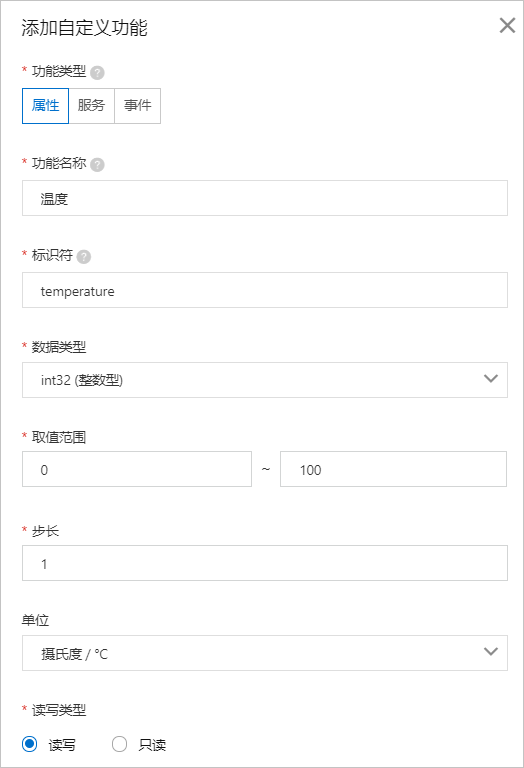 添加自定义功能
* 功能类型 ?
属性 服务 事件
* 功能名称 ?
温度
* 标识符 ?
temperature
* 数据类型
int32 (整数型)
* 取值范围
0 ~ 100
* 步长
1
单位
摄氏度 / °C
* 读写类型
读写 只读